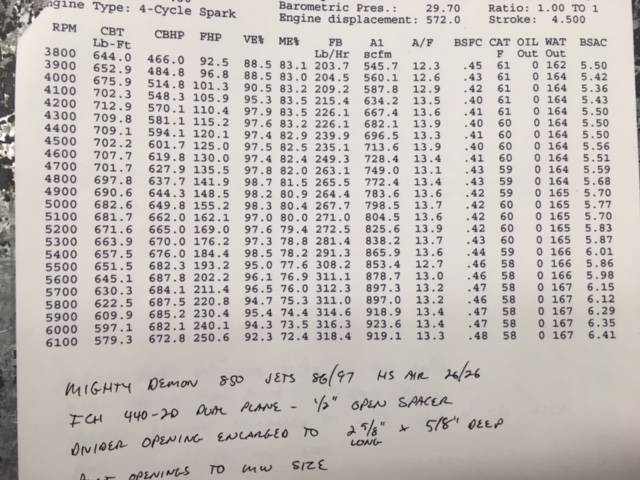 Engine Type: 4-Cycle Spark Barometric Pres.: 29.70 Ratio: 1.00 TO 1
Engine displacement: 572.0 Stroke: 4.500
RPM CBT CBHP FHP VE% ME% FB A1 A/F BSFC CAT OIL WAT BSAC
Lb-Ft Lb/Hr scfm F Out Out
3800 644.0 466.0 92.5 88.5 83.1 203.7 545.7 12.3 .45 61 0 162 5.50
3900 652.9 484.8 96.8 88.5 83.0 204.5 560.1 12.6 .43 61 0 164 5.42
4000 675.9 514.8 101.3 90.5 83.2 209.2 587.8 12.9 .42 61 0 164 5.36
4100 702.3 548.3 105.9 95.3 83.5 215.4 634.2 13.5 .40 61 0 164 5.43
4200 712.9 570.1 110.4 97.9 83.5 226.1 667.4 13.6 .41 61 0 164 5.50
4300 709.8 581.1 115.2 97.6 83.2 226.1 682.1 13.9 .40 60 0 164 5.50
4400 709.1 594.1 120.1 97.4 82.9 239.9 696.5 13.3 .41 60 0 164 5.50
4500 702.2 601.7 125.0 97.5 82.5 235.1 713.6 13.9 .40 60 0 164 5.56
4600 707.7 619.8 130.0 97.4 82.4 249.3 728.4 13.4 .41 60 0 164 5.51
4700 701.7 627.9 135.5 97.8 82.0 263.1 749.0 13.1 .43 59 0 164 5.59
4800 697.8 637.7 141.9 98.7 81.5 265.5 772.4 13.4 .43 59 0 164 5.68
4900 690.6 644.3 148.5 98.2 80.9 264.4 783.6 13.6 .42 59 0 165 5.70
5000 682.6 649.8 155.2 98.3 80.4 267.7 798.5 13.7 .42 60 0 165 5.77
5100 681.7 662.0 162.1 97.0 80.0 271.0 804.5 13.6 .42 60 0 165 5.70
5200 671.6 665.0 169.0 97.6 79.4 272.5 825.6 13.9 .42 60 0 165 5.83
5300 663.9 670.0 176.2 97.3 78.8 281.4 838.2 13.7 .43 60 0 165 5.87
5400 657.5 676.0 184.4 98.5 78.2 291.3 865.9 13.6 .44 59 0 166 6.01
5500 651.5 682.3 193.2 95.0 77.6 308.2 853.4 12.7 .46 58 0 166 5.86
5600 645.1 687.8 202.2 96.1 76.9 311.1 878.7 13.0 .46 58 0 166 5.98
5700 630.3 684.1 211.4 96.5 76.0 312.3 897.3 13.2 .47 58 0 167 6.15
5800 622.5 687.5 220.8 94.7 75.3 311.0 897.0 13.2 .46 58 0 167 6.12
5900 609.9 685.2 230.4 95.4 74.4 314.6 918.9 13.4 .47 58 0 167 6.29
6000 597.1 682.1 240.1 94.3 73.5 316.3 923.6 13.4 .47 58 0 167 6.35
6100 579.3 672.8 250.6 92.3 72.4 318.4 919.1 13.3 .48 58 0 167 6.41
MIGHTY DEMON 850 JETS 86/97 HS AIR 26/26
ICH 440-2D DUAL PLANE - 1/2" OPEN SPACER
DIVIDER OPENING ENLARGED TO 2 5/8" LONG x 5/8" DEEP
OPENINGS TO MW SIZE